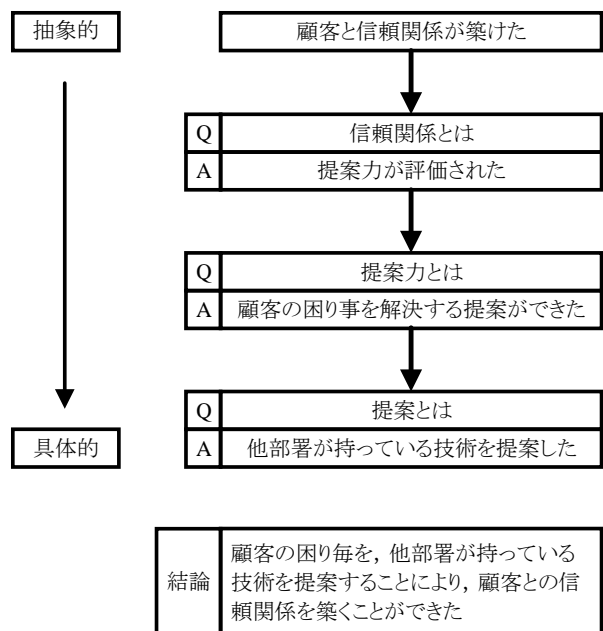 抽象的
顧客と信頼関係が築けた
Q 信頼関係とは
A 提案力が評価された
Q 提案力とは
A 顧客の困り事を解決する提案ができた
Q 提案とは
具体的
A 他部署が持っている技術を提案した
結論
顧客の困り毎を，他部署が持っている
技術を提案することにより，顧客との信
頼関係を築くことができた